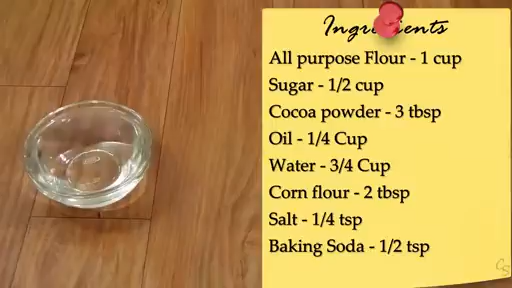 Ingredients
All purpose Flour - 1 cup
Sugar - 1/2 cup
Cocoa powder - 3 tbsp
Oil - 1/4 Cup
Water - 3/4 Cup
Corn flour - 2 tbsp
Salt - 1/4 tsp
Baking Soda - 1/2 tsp
CS